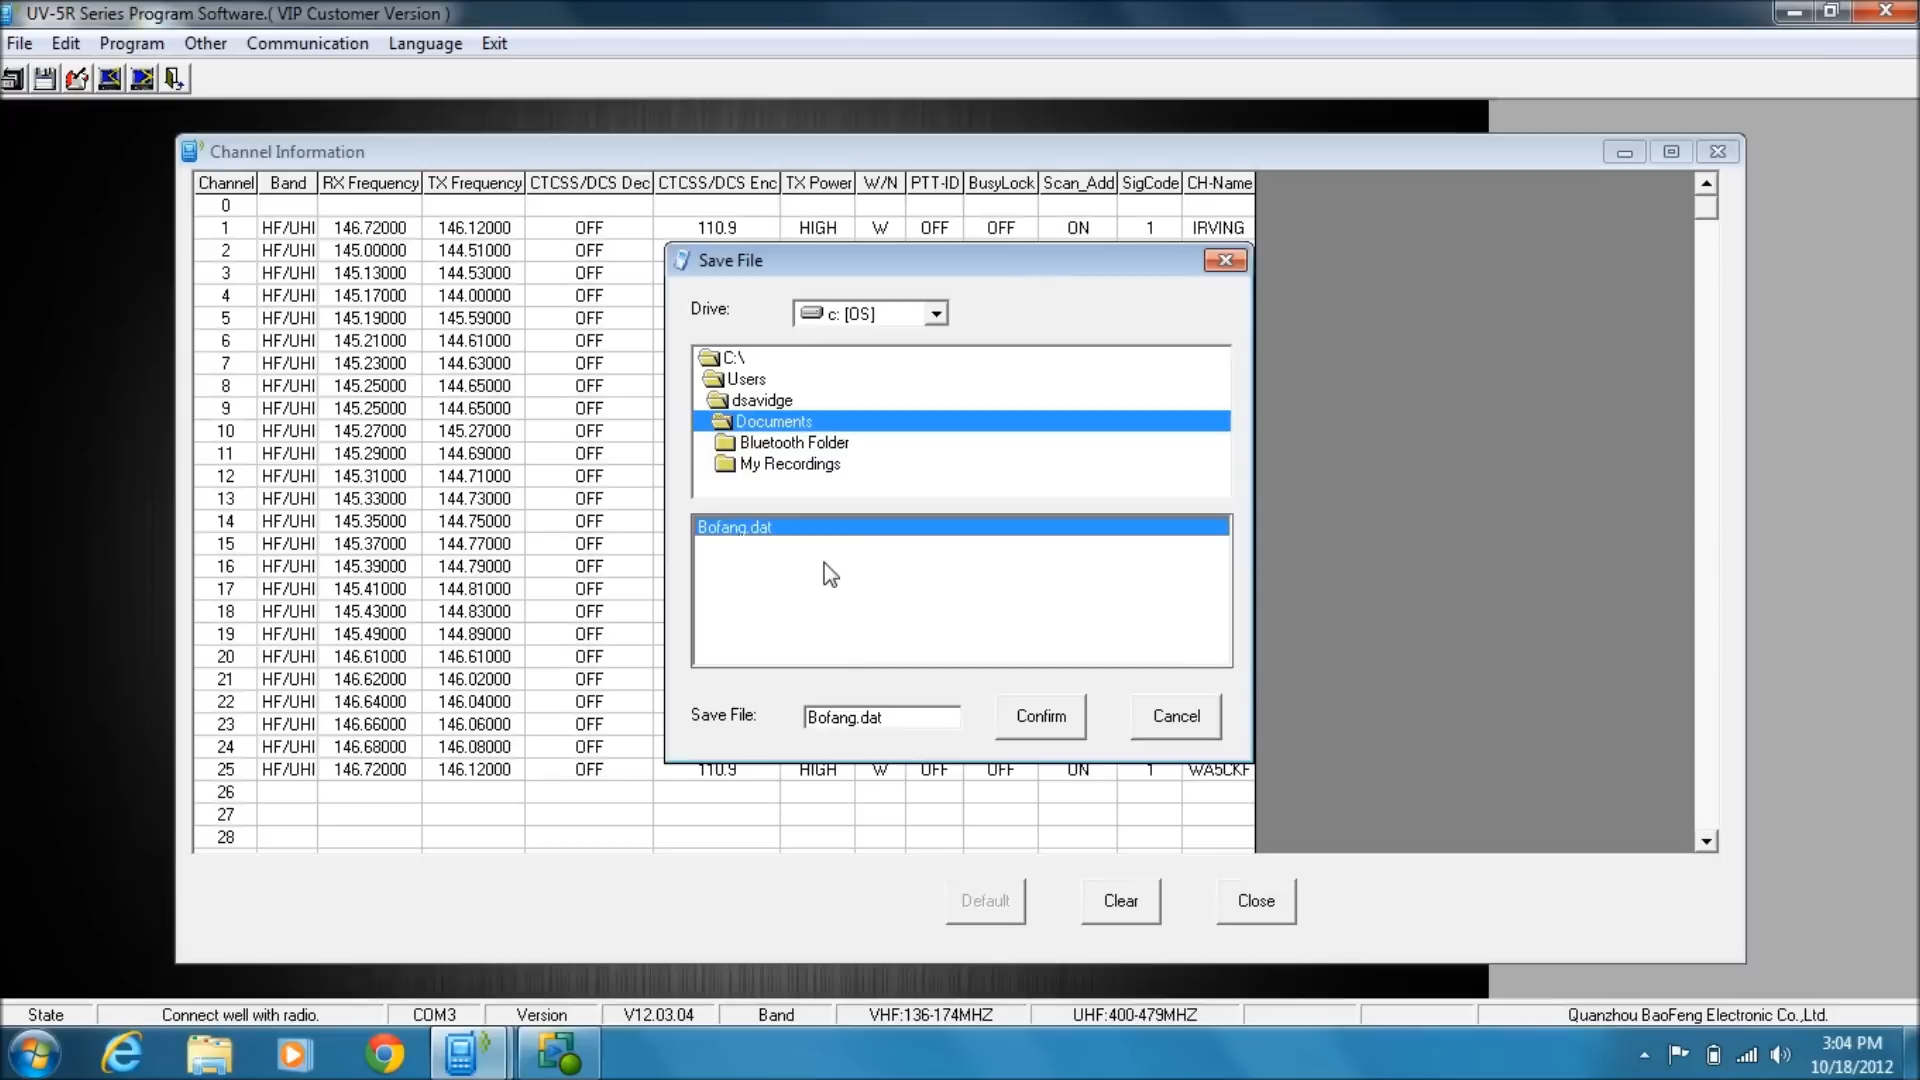 UV-5R Series Program Software.( VIP Customer Version )
File Edit Program Other Communication Language Exit
Channel Information
Channel Band RX Frequency TX Frequency CTCSS/DCS Dec CTCSS/DCS Enc TX Power W/N PTT-ID BusyLock Scan_Add SigCode CH-Name
0
1 HF/UHI 146.72000 146.12000 OFF 110.9 HIGH W OFF OFF ON 1 IRVING
2 HF/UHI 145.00000 144.51000 OFF
3 HF/UHI 145.13000 144.53000 OFF
4 HF/UHI 145.17000 144.00000 OFF
5 HF/UHI 145.19000 145.59000 OFF
6 HF/UHI 145.21000 144.61000 OFF
7 HF/UHI 145.23000 144.63000 OFF
8 HF/UHI 145.25000 144.65000 OFF
9 HF/UHI 145.25000 144.65000 OFF
10 HF/UHI 145.27000 145.27000 OFF
11 HF/UHI 145.29000 144.69000 OFF
12 HF/UHI 145.31000 144.71000 OFF
13 HF/UHI 145.33000 144.73000 OFF
14 HF/UHI 145.35000 144.75000 OFF
15 HF/UHI 145.37000 144.77000 OFF
16 HF/UHI 145.39000 144.79000 OFF
17 HF/UHI 145.41000 144.81000 OFF
18 HF/UHI 145.43000 144.83000 OFF
19 HF/UHI 145.49000 144.89000 OFF
20 HF/UHI 146.61000 146.61000 OFF
21 HF/UHI 146.62000 146.02000 OFF
22 HF/UHI 146.64000 146.04000 OFF
23 HF/UHI 146.66000 146.06000 OFF
24 HF/UHI 146.68000 146.08000 OFF
25 HF/UHI 146.72000 146.12000 OFF 110.9 HIGH W OFF OFF ON 1 WA5CKF
26
27
28
Save File
Drive: c: [OS]
C:\
Users
dsavidge
Documents
Bluetooth Folder
My Recordings
Bofang.dat
Save File: Bofang.dat Confirm Cancel
Default Clear Close
State Connect well with radio. COM3 Version V12.03.04 Band VHF:136-174MHZ UHF:400-479MHZ Quanzhou BaoFeng Electronic Co.,Ltd.
3:04 PM
10/18/2012